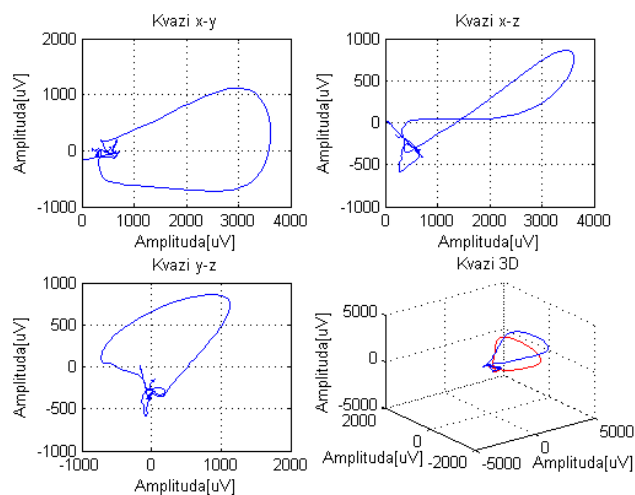 Kvazi x-y
Amplituda[uV]
2000
1000
0
-1000
0
1000
2000
3000
4000
Amplituda[uV]
Kvazi x-z
Amplituda[uV]
1000
500
0
-500
-1000
0
1000
2000
3000
4000
Amplituda[uV]
Kvazi y-z
Amplituda[uV]
1000
500
0
-500
-1000
-1000
0
1000
2000
Amplituda[uV]
Kvazi 3D
Amplituda[uV]
5000
0
-5000
2000
0
-2000
Amplituda[uV]
-5000
0
5000
Amplituda[uV]